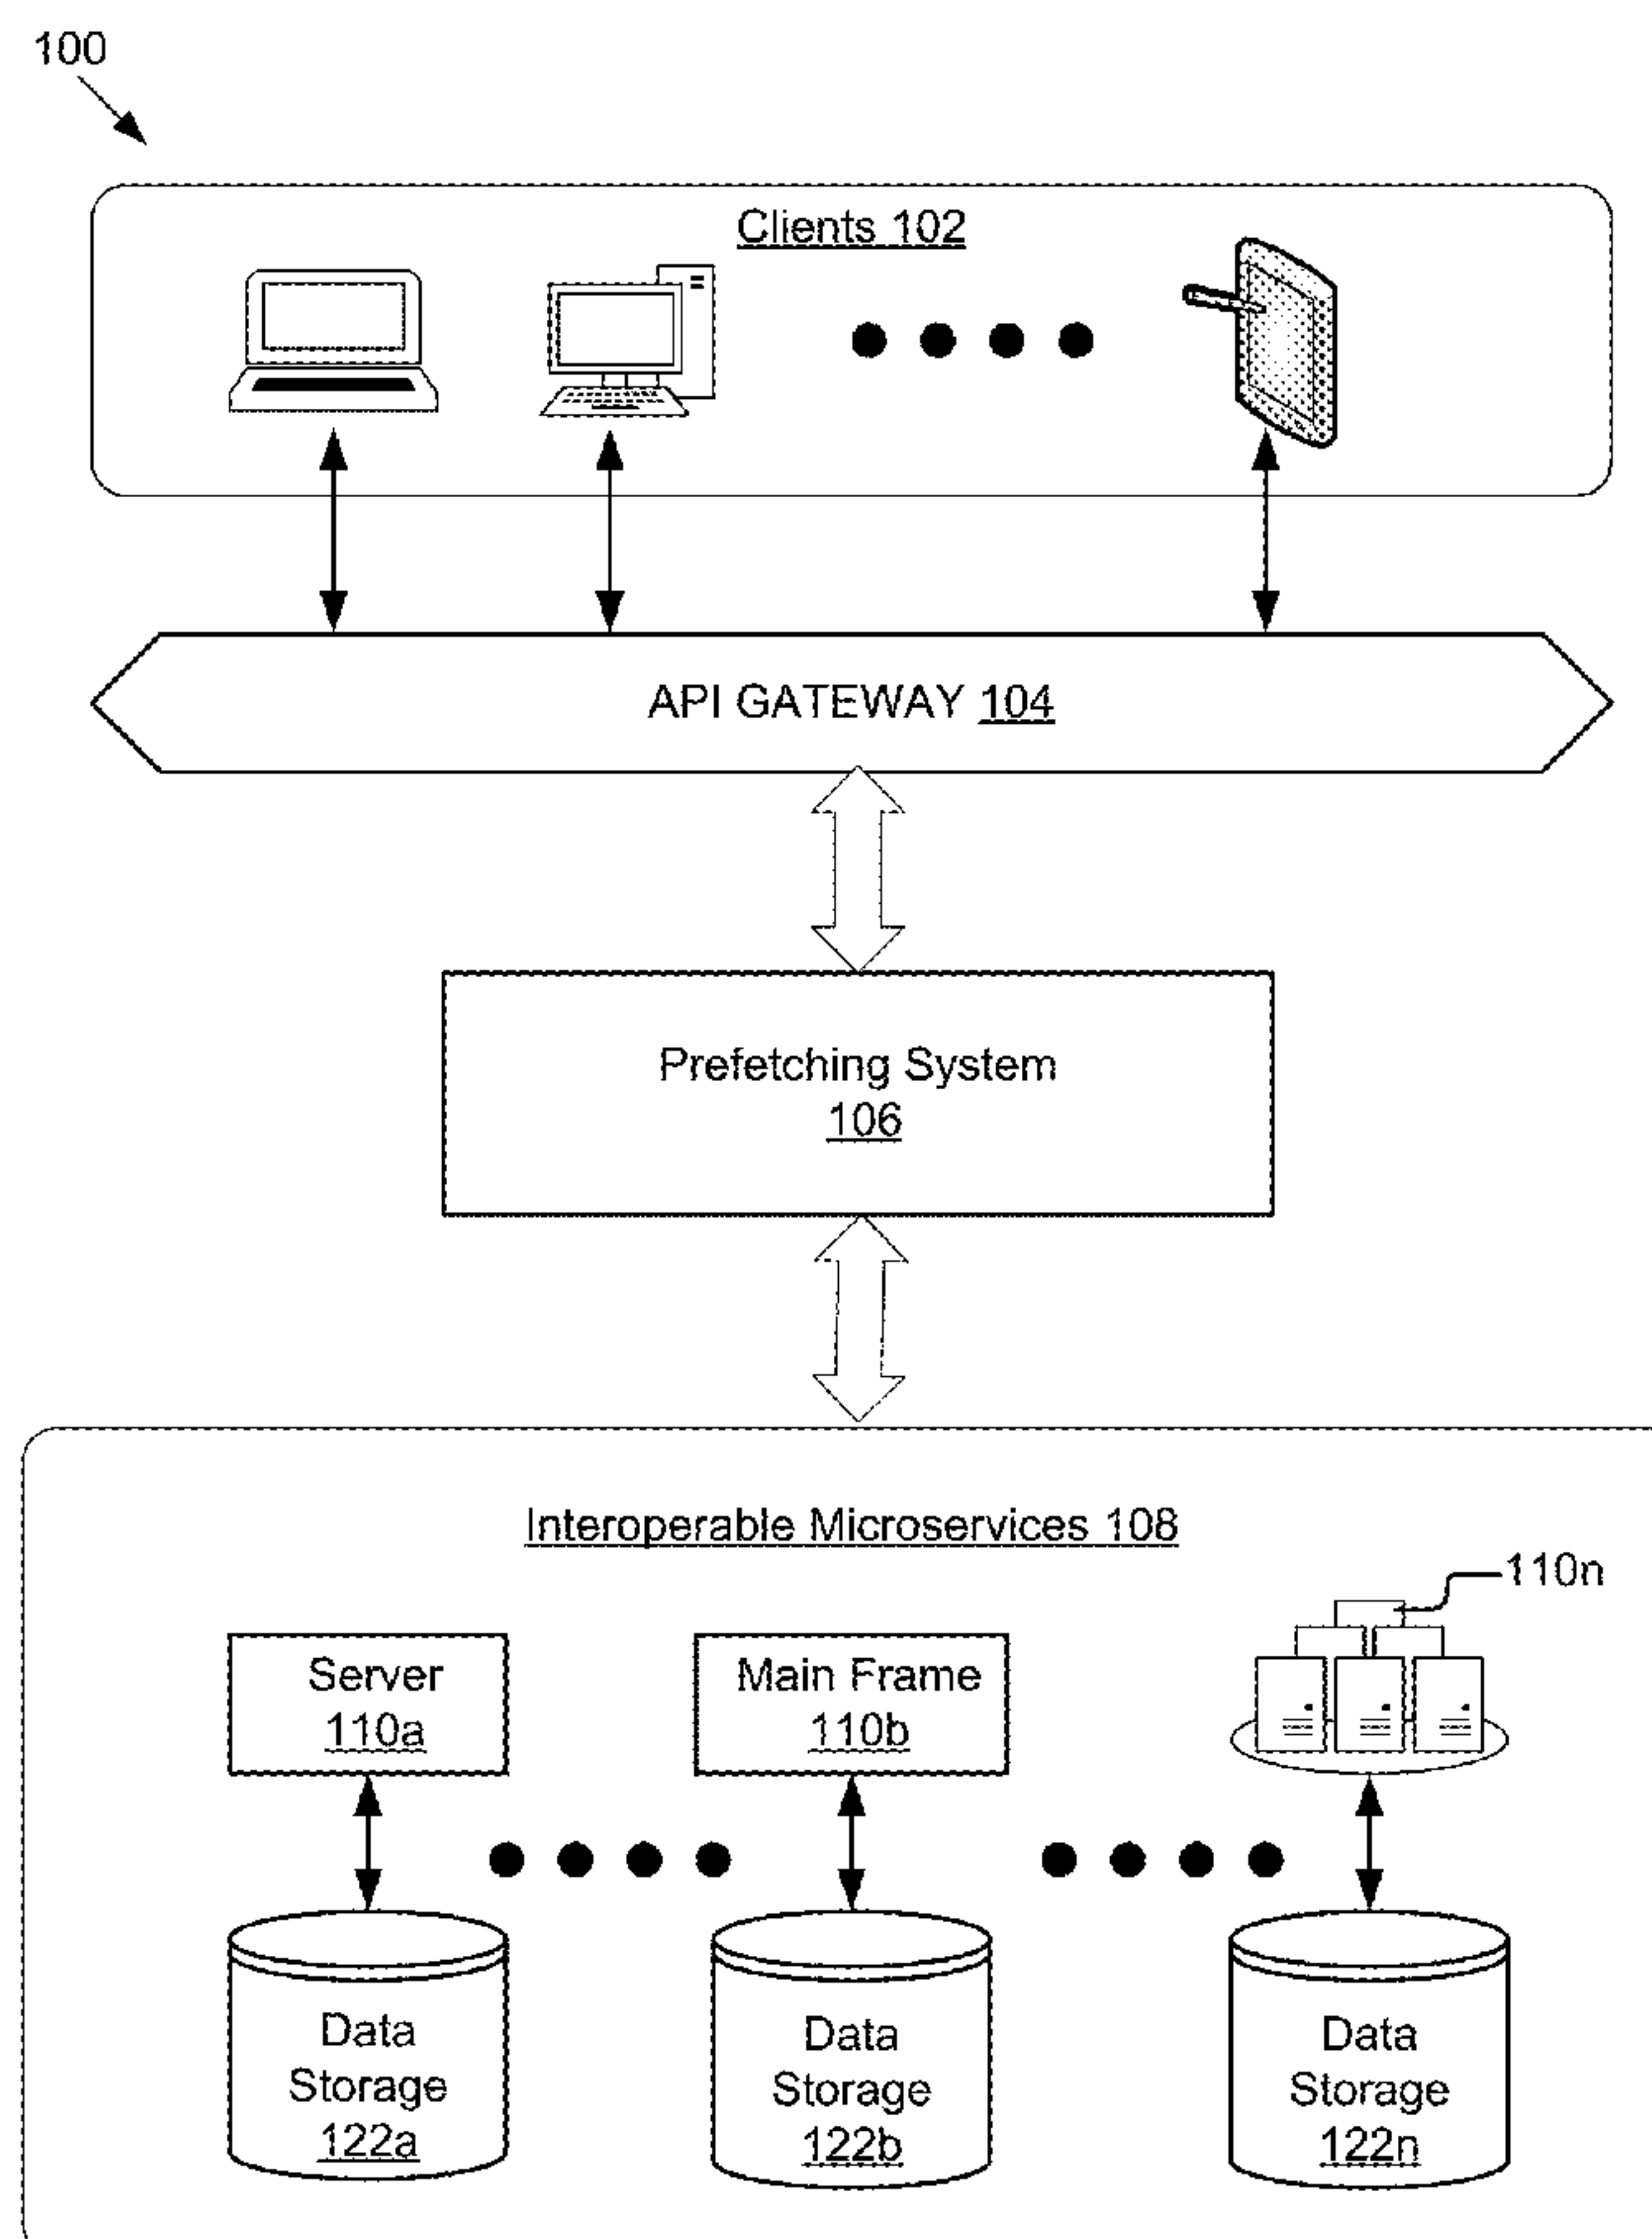 100
Clients 102
API GATEWAY 104
Prefetching System
106
Interoperable Microservices 108
110n
Server
110a
Main Frame
110b
Data
Storage
122a
Data
Storage
122b
Data
Storage
122n